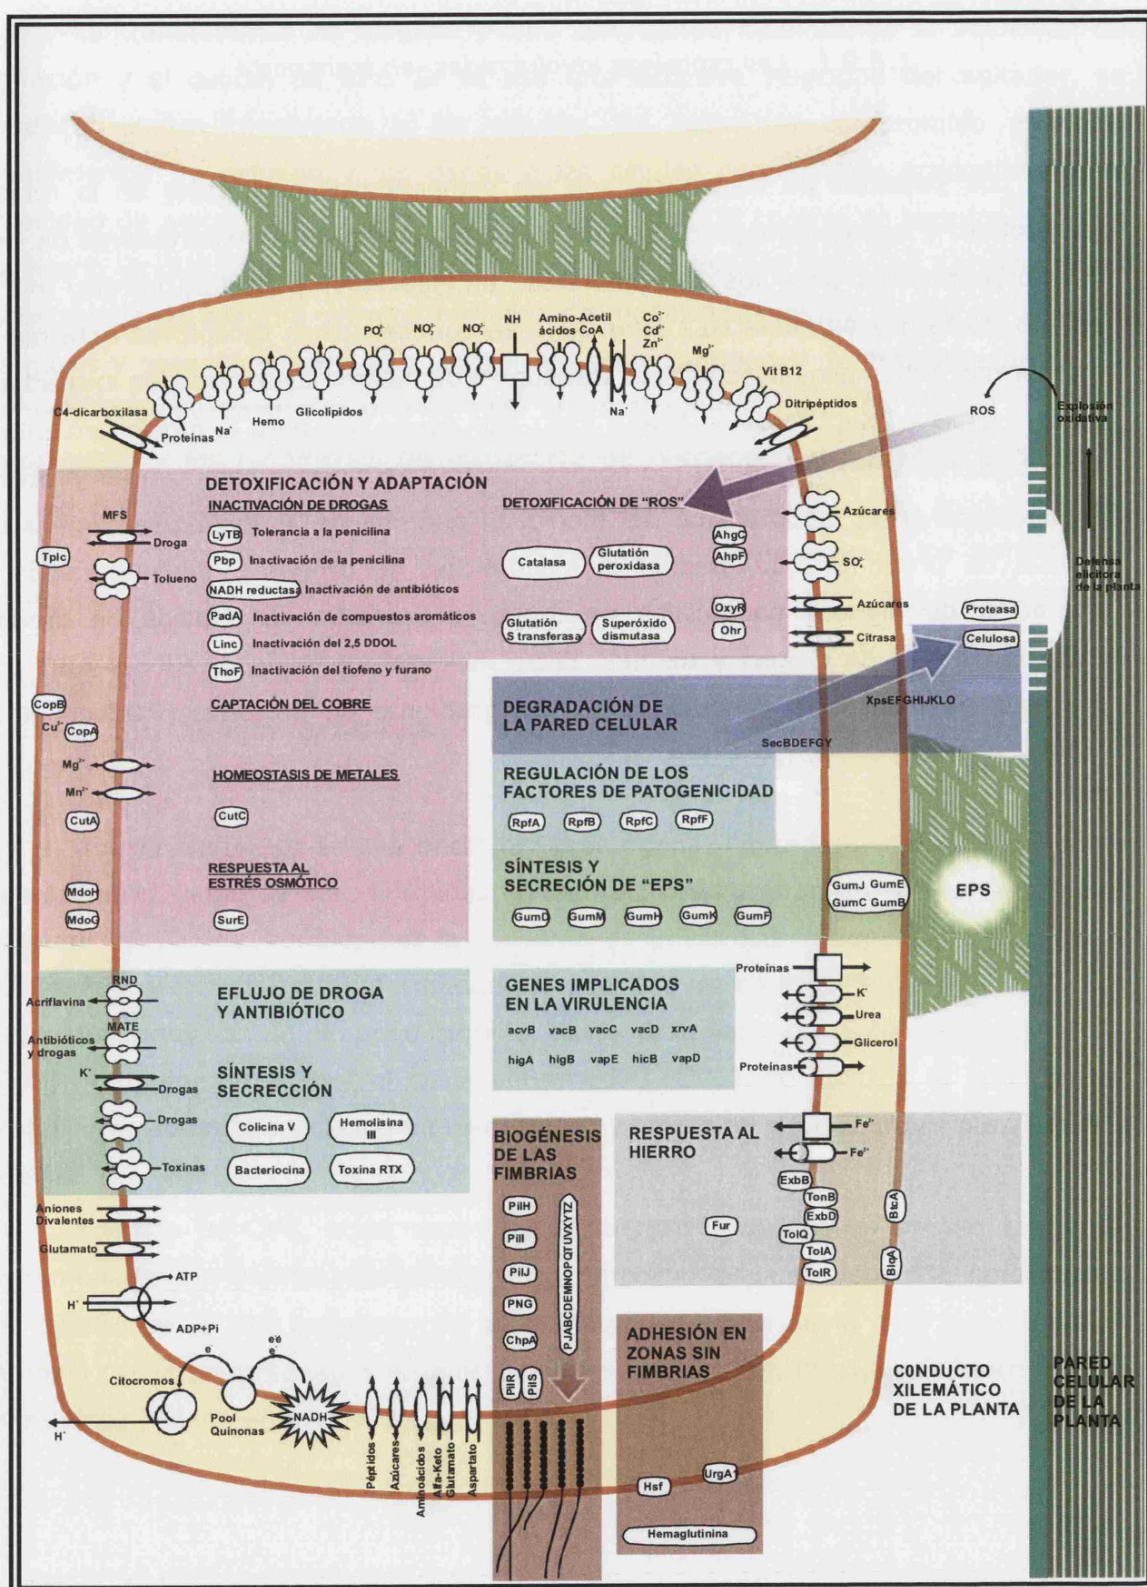 PO₄²⁻
NO₂²⁻
NO₃²⁻
NH
Amino-
ácidos
Acetil
CoA
Co²⁺
Cd²⁺
Zn²⁺
Mg²⁺
Vit B12
Ditripéptidos
C4-dicarboxilasa
Proteínas
Na⁺
Hemo
Glicolípidos
Na⁺
ROS
Explosión
oxidativa
DETOXIFICACIÓN Y ADAPTACIÓN
INACTIVACIÓN DE DROGAS
LyTB Tolerancia a la penicilina
Pbp Inactivación de la penicilina
NADH reductasa Inactivación de antibióticos
PadA Inactivación de compuestos aromáticos
Linc Inactivación del 2,5 DDOL
ThoF Inactivación del tiofeno y furano
CAPTACIÓN DEL COBRE
HOMEOSTASIS DE METALES
CutC
RESPUESTA AL
ESTRÉS OSMÓTICO
SurE
MFS
Droga
Tplc
Tolueno
CopB
Cu²⁺
CopA
Mg²⁺
Mn²⁺
CutA
MdoH
MdoG
DETOXIFICACIÓN DE “ROS”
Catalasa
Glutatión
peroxidasa
Glutatión
S transferasa
Superóxido
dismutasa
AhgC
AhpF
OxyR
Ohr
Azúcares
SO₄²⁻
Azúcares
Citrasa
Defensa
elicitora
de la planta
Proteasa
Celulosa
DEGRADACIÓN DE
LA PARED CELULAR
XpsEFGHIJKLO
SecBDEFGY
REGULACIÓN DE LOS
FACTORES DE PATOGENICIDAD
RpfA RpfB RpfC RpfF
SÍNTESIS Y
SECRECIÓN DE “EPS”
GumD GumM GumH GumK GumF
GumJ GumE
GumC GumB
EPS
RND
Acriflavina
MATE
Antibióticos
y drogas
K⁺
Drogas
Drogas
Toxinas
EFLUJO DE DROGA
Y ANTIBIÓTICO
SÍNTESIS Y
SECRECCIÓN
Colicina V
Hemolisina
III
Bacteriocina
Toxina RTX
GENES IMPLICADOS
EN LA VIRULENCIA
acvB vacB vacC vacD xrvA
higA higB vapE hicB vapD
Proteínas
K⁺
Urea
Glicerol
Proteínas
BIOGÉNESIS
DE LAS
FIMBRIAS
PilH
PilI
PilJ
PNG
ChpA
PilR
PilS
PJABCDEMNOPQTUVXYTZ
RESPUESTA AL
HIERRO
Fe²⁺
Fe²⁺
ExbB
TonB
ExbD
TolQ
TolA
TolR
Fur
BtcA
BlqA
Aniones
Divalentes
Glutamato
ATP
H⁺
ADP+Pi
Citocromos
e⁻
e⁻é
e⁻
Pool
Quinonas
NADH
H⁺
Péptidos
Azúcares
Aminoácidos
Alfa-Keto
Glutamato
Aspartato
ADHESIÓN EN
ZONAS SIN
FIMBRIAS
Hsf
UrgA1
Hemaglutinina
CONDUCTO
XILEMÁTICO
DE LA PLANTA
PARED
CELULAR
DE LA
PLANTA